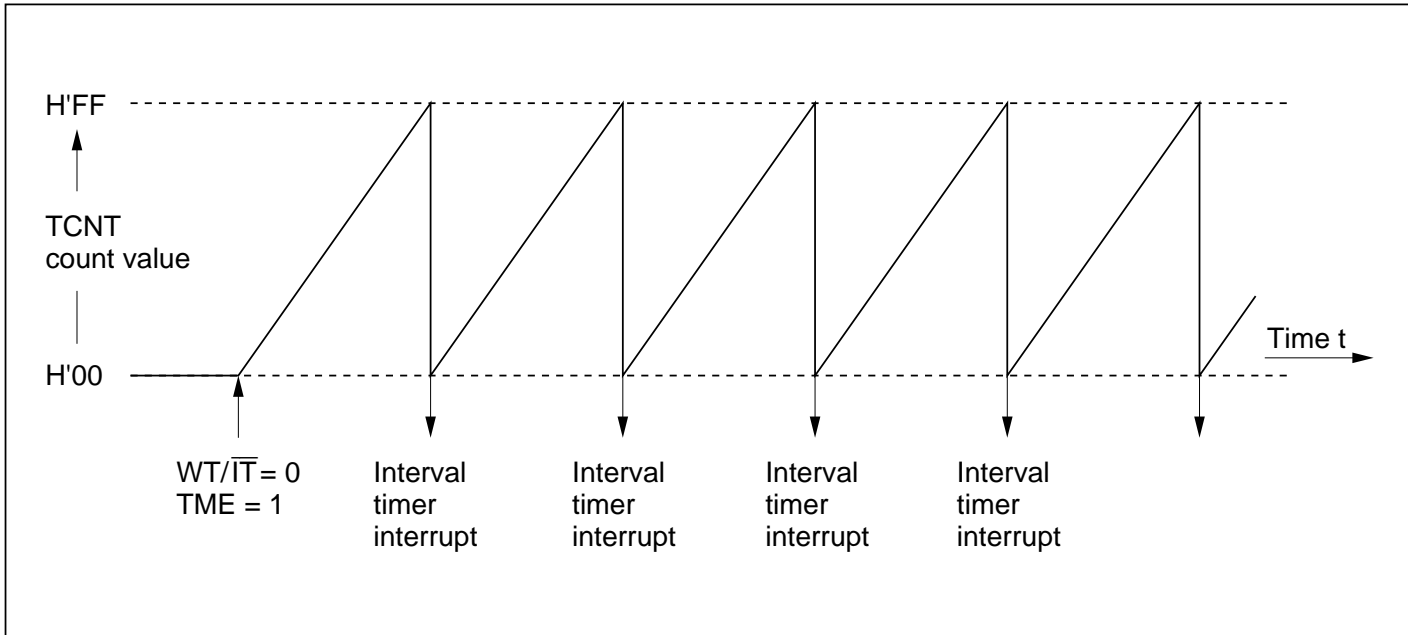 H'FF
TCNT
count value
H'00
Time t
WT/I̅T̅ = 0
TME = 1
Interval
timer
interrupt
Interval
timer
interrupt
Interval
timer
interrupt
Interval
timer
interrupt